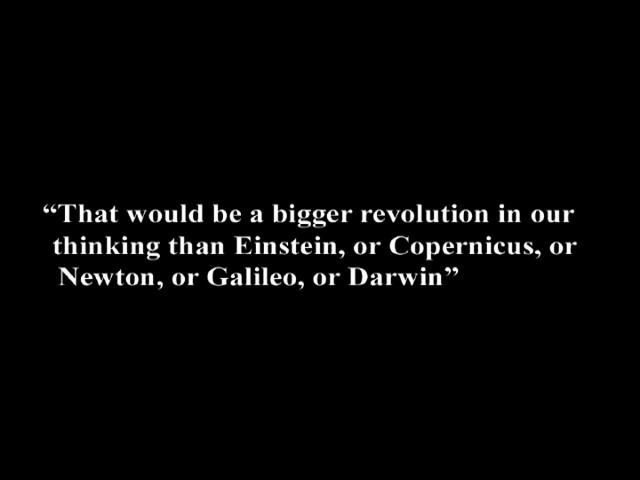 “That would be a bigger revolution in our
thinking than Einstein, or Copernicus, or
Newton, or Galileo, or Darwin”